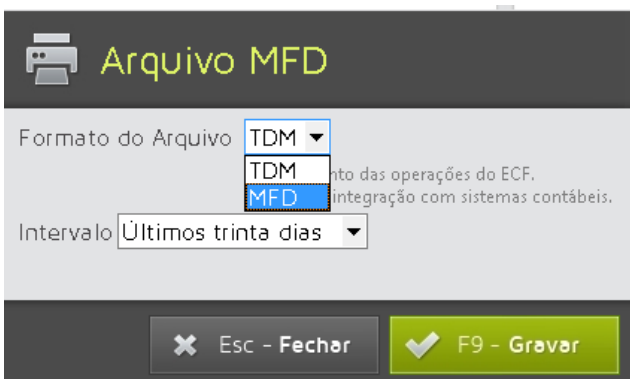 Arquivo MFD
Formato do Arquivo TDM
TDM
das operações do ECF.
MFD integração com sistemas contábeis.
Intervalo Últimos trinta dias
Esc - Fechar F9 - Gravar